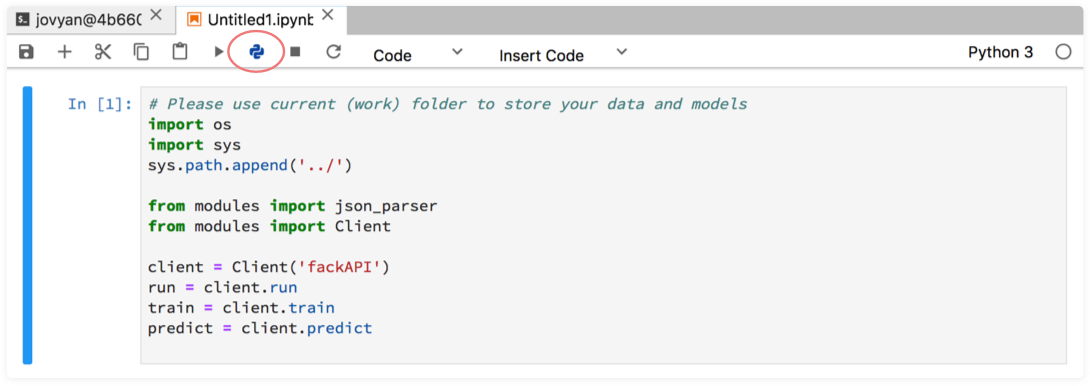 jovyan@4b660 Untitled1.ipynb
Code Insert Code Python 3
In [1]: # Please use current (work) folder to store your data and models
import os
import sys
sys.path.append('../')
from modules import json_parser
from modules import Client
client = Client('fackAPI')
run = client.run
train = client.train
predict = client.predict